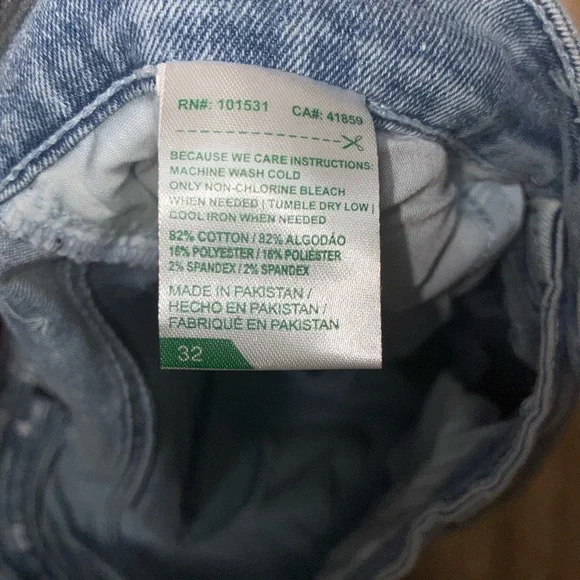 RN#: 101531 CA#: 41859
BECAUSE WE CARE INSTRUCTIONS:
MACHINE WASH COLD
ONLY NON-CHLORINE BLEACH
WHEN NEEDED | TUMBLE DRY LOW |
COOL IRON WHEN NEEDED
82% COTTON / 82% ALGODÃO
16% POLYESTER / 16% POLIÉSTER
2% SPANDEX / 2% SPANDEX
MADE IN PAKISTAN /
HECHO EN PAKISTAN /
FABRIQUÉ EN PAKISTAN
32